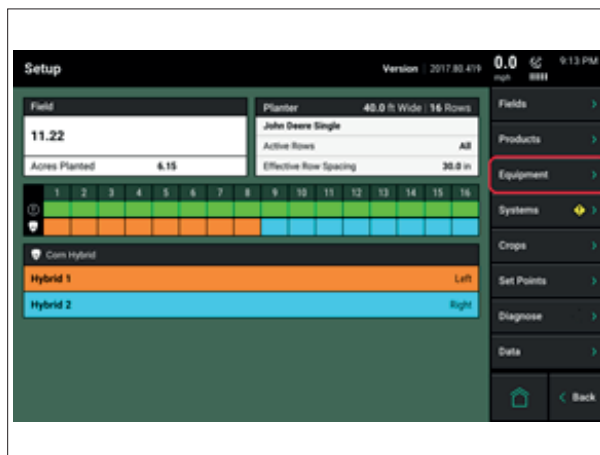 Setup
Version 2017.80.419
0.0 mph
9:13 PM
Field
11.22
Acres Planted 6.15
Planter 40.0 ft Wide 16 Rows
John Deere Single
Active Rows All
Effective Row Spacing 30.0 in
1 2 3 4 5 6 7 8 9 10 11 12 13 14 15 16
Corn Hybrid
Hybrid 1 Left
Hybrid 2 Right
Fields
Products
Equipment
Systems
Crops
Set Points
Diagnose
Data
Back